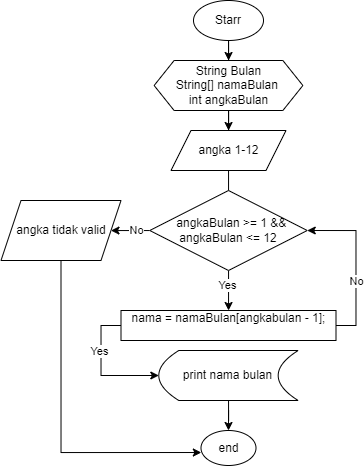 Starr
String Bulan
String[] namaBulan
int angkaBulan
angka 1-12
angkaBulan >= 1 &&
angkaBulan <= 12
No
angka tidak valid
Yes
No
nama = namaBulan[angkabulan - 1];
Yes
print nama bulan
end